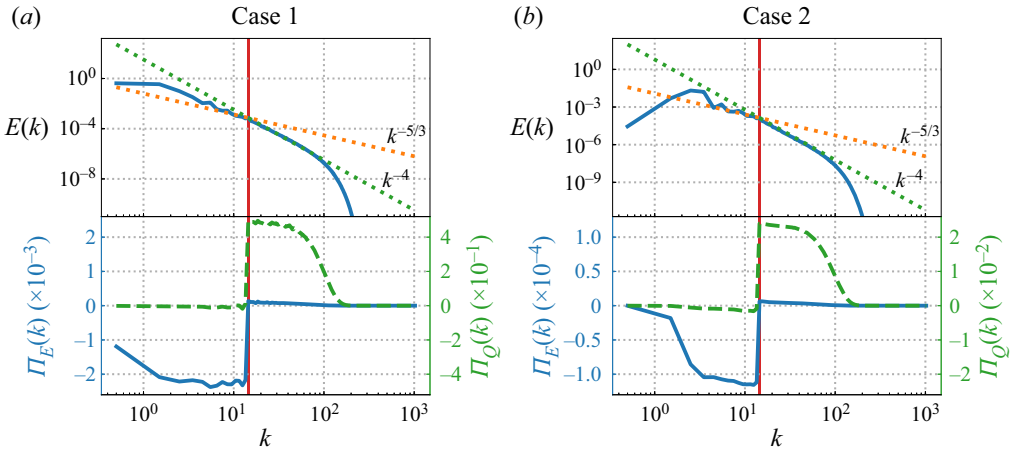 (a) Case 1
10^0
10^−4
10^−8
E(k)
k^−5/3
k^−4
2
1
0
−1
−2
Π_E(k) (×10^−3)
4
2
0
−2
−4
Π_Q(k) (×10^−1)
10^0 10^1 10^2 10^3
k
(b) Case 2
10^0
10^−3
10^−6
10^−9
E(k)
k^−5/3
k^−4
1.0
0.5
0
−0.5
−1.0
Π_E(k) (×10^−4)
2
1
0
−1
−2
Π_Q(k) (×10^−2)
10^0 10^1 10^2 10^3
k